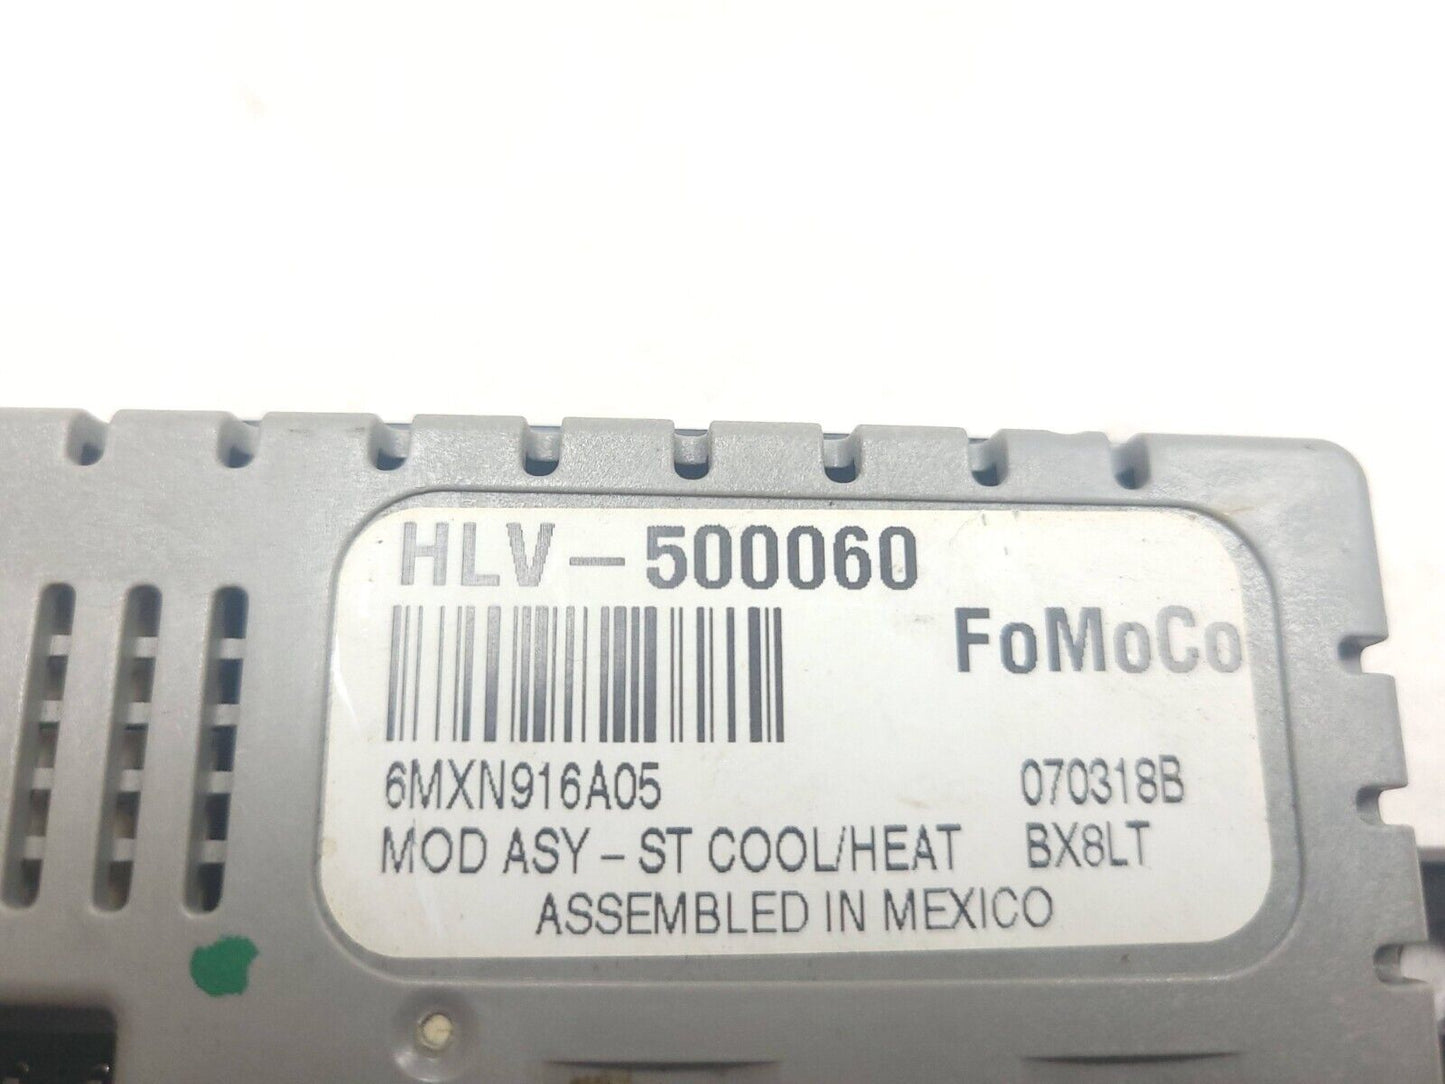 HLV-500060
FoMoCo
6MXN916A05 070318B
MOD ASY - ST COOL/HEAT BX8LT
ASSEMBLED IN MEXICO